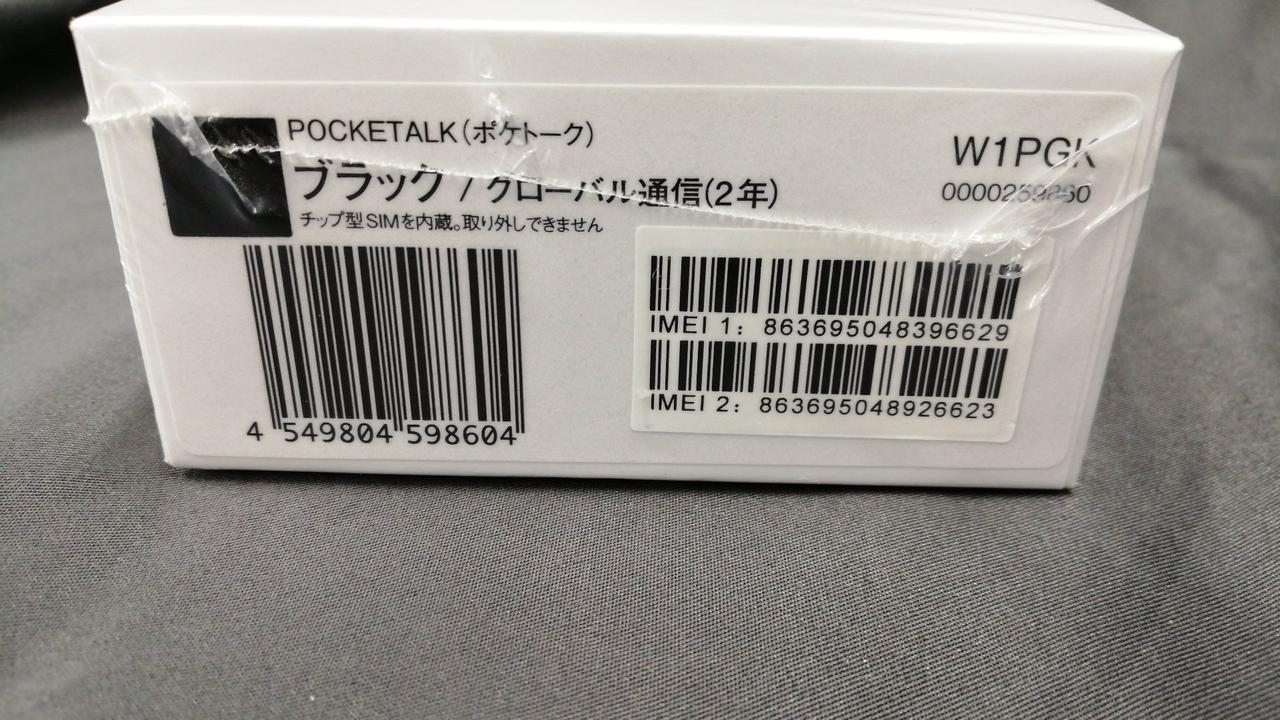 POCKETALK(ポケトーク)
ブラック / グローバル通信(2年)
チップ型SIMを内蔵。取り外しできません
W1PGK
4 549804 598604
IMEI 1: 863695048396629
IMEI 2: 863695048926623